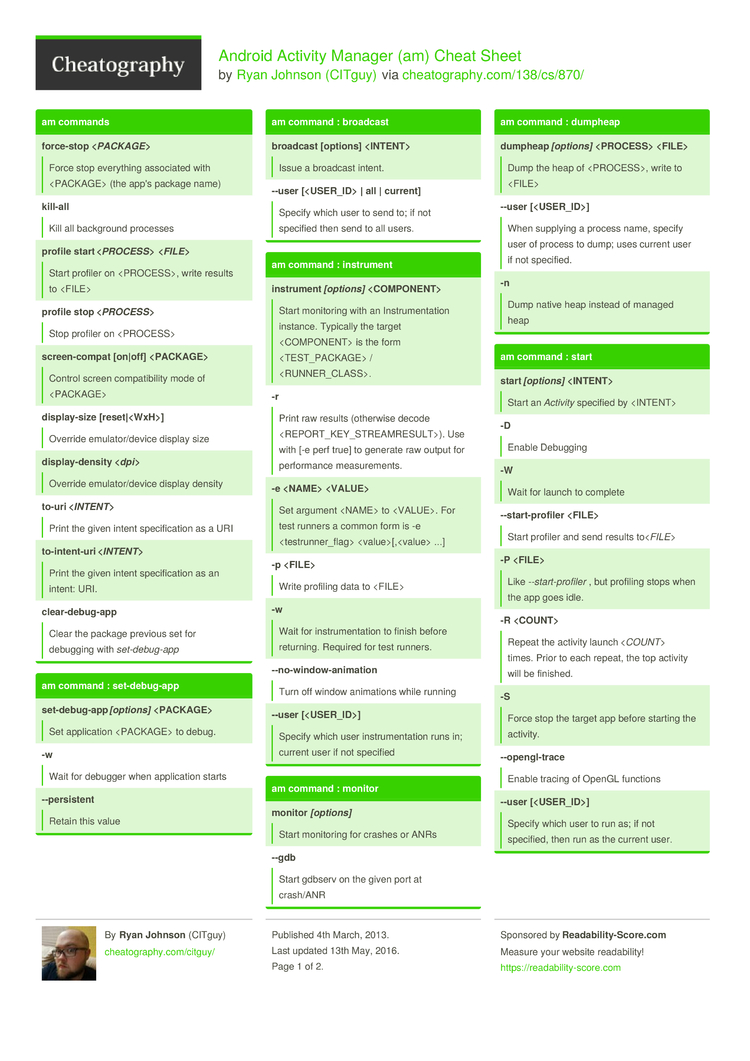 Cheatography
Android Activity Manager (am) Cheat Sheet
by Ryan Johnson (CITguy) via cheatography.com/138/cs/870/
am commands
force-stop <PACKAGE>
Force stop everything associated with
<PACKAGE> (the app's package name)
kill-all
Kill all background processes
profile start <PROCESS> <FILE>
Start profiler on <PROCESS>, write results
to <FILE>
profile stop <PROCESS>
Stop profiler on <PROCESS>
screen-compat [on|off] <PACKAGE>
Control screen compatibility mode of
<PACKAGE>
display-size [reset|<WxH>]
Override emulator/device display size
display-density <dpi>
Override emulator/device display density
to-uri <INTENT>
Print the given intent specification as a URI
to-intent-uri <INTENT>
Print the given intent specification as an
intent: URI.
clear-debug-app
Clear the package previous set for
debugging with set-debug-app
am command : set-debug-app
set-debug-app [options] <PACKAGE>
Set application <PACKAGE> to debug.
-w
Wait for debugger when application starts
--persistent
Retain this value
am command : broadcast
broadcast [options] <INTENT>
Issue a broadcast intent.
--user [<USER_ID> | all | current]
Specify which user to send to; if not
specified then send to all users.
am command : instrument
instrument [options] <COMPONENT>
Start monitoring with an Instrumentation
instance. Typically the target
<COMPONENT> is the form
<TEST_PACKAGE> /
<RUNNER_CLASS>.
-r
Print raw results (otherwise decode
<REPORT_KEY_STREAMRESULT>). Use
with [-e perf true] to generate raw output for
performance measurements.
-e <NAME> <VALUE>
Set argument <NAME> to <VALUE>. For
test runners a common form is -e
<testrunner_flag> <value>[,<value> ...]
-p <FILE>
Write profiling data to <FILE>
-w
Wait for instrumentation to finish before
returning. Required for test runners.
--no-window-animation
Turn off window animations while running
--user [<USER_ID>]
Specify which user instrumentation runs in;
current user if not specified
am command : monitor
monitor [options]
Start monitoring for crashes or ANRs
--gdb
Start gdbserv on the given port at
crash/ANR
am command : dumpheap
dumpheap [options] <PROCESS> <FILE>
Dump the heap of <PROCESS>, write to
<FILE>
--user [<USER_ID>]
When supplying a process name, specify
user of process to dump; uses current user
if not specified.
-n
Dump native heap instead of managed
heap
am command : start
start [options] <INTENT>
Start an Activity specified by <INTENT>
-D
Enable Debugging
-W
Wait for launch to complete
--start-profiler <FILE>
Start profiler and send results to<FILE>
-P <FILE>
Like --start-profiler , but profiling stops when
the app goes idle.
-R <COUNT>
Repeat the activity launch <COUNT>
times. Prior to each repeat, the top activity
will be finished.
-S
Force stop the target app before starting the
activity.
--opengl-trace
Enable tracing of OpenGL functions
--user [<USER_ID>]
Specify which user to run as; if not
specified, then run as the current user.
By Ryan Johnson (CITguy)
cheatography.com/citguy/
Published 4th March, 2013.
Last updated 13th May, 2016.
Page 1 of 2.
Sponsored by Readability-Score.com
Measure your website readability!
https://readability-score.com